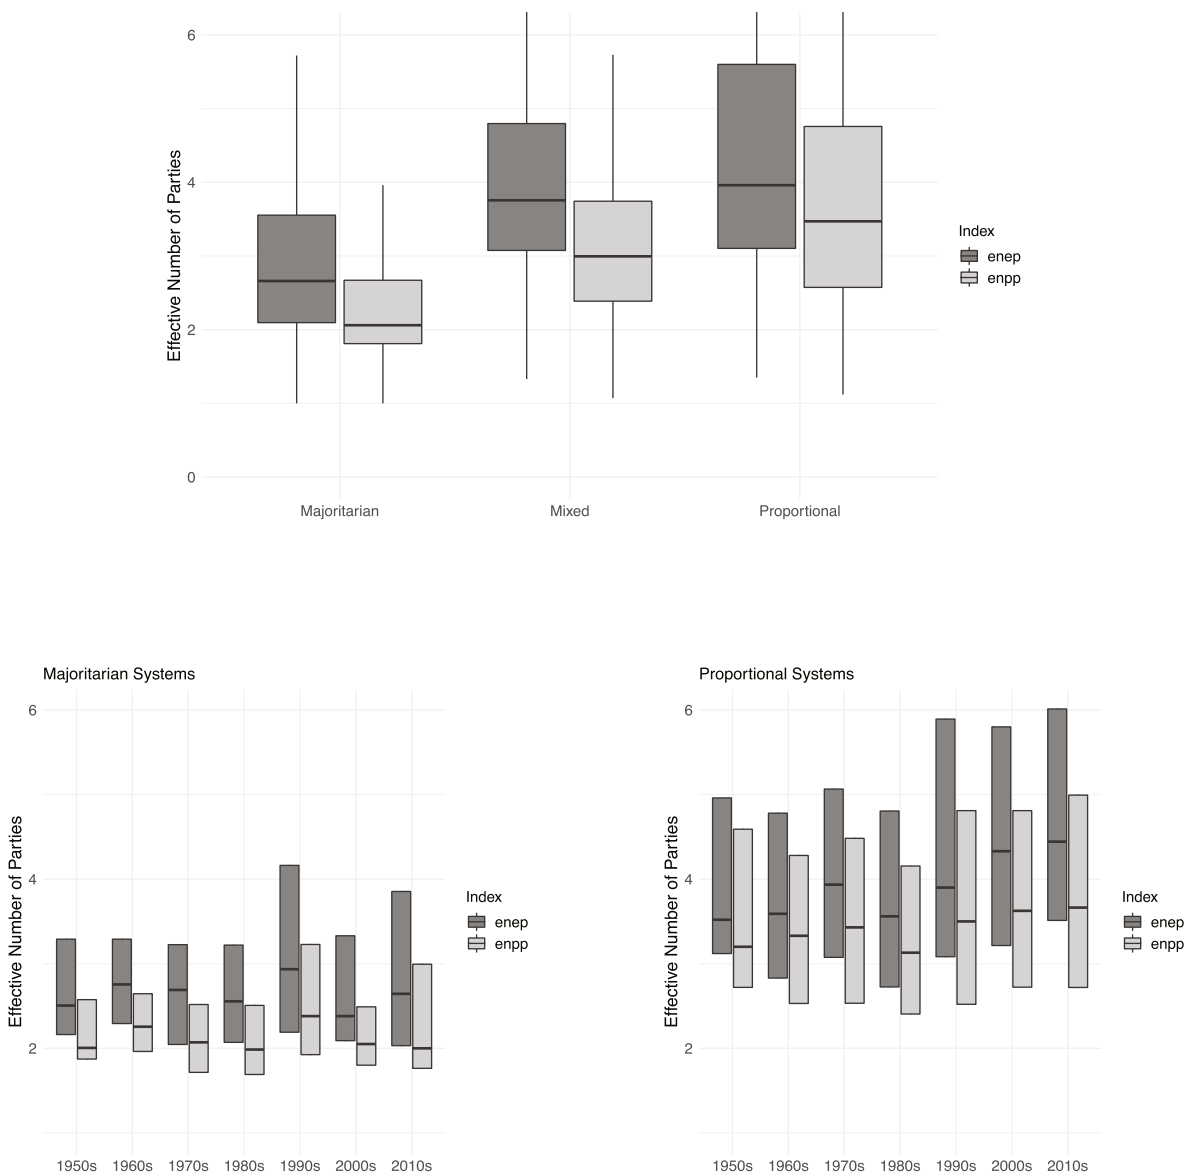 6
4
2
0
Effective Number of Parties
Majoritarian Mixed Proportional
Index
enep
enpp
Majoritarian Systems
6
4
2
Effective Number of Parties
1950s 1960s 1970s 1980s 1990s 2000s 2010s
Index
enep
enpp
Proportional Systems
6
4
2
Effective Number of Parties
1950s 1960s 1970s 1980s 1990s 2000s 2010s
Index
enep
enpp